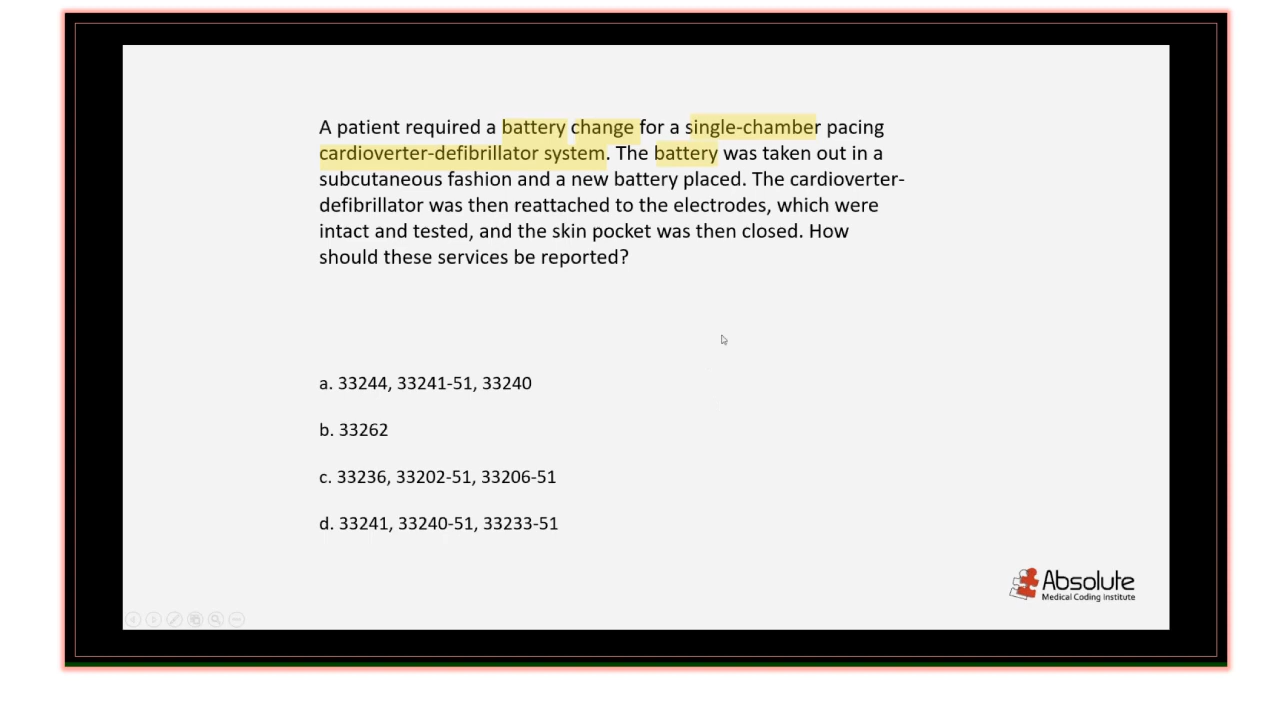 A patient required a battery change for a single-chamber pacing
cardioverter-defibrillator system. The battery was taken out in a
subcutaneous fashion and a new battery placed. The cardioverter-
defibrillator was then reattached to the electrodes, which were
intact and tested, and the skin pocket was then closed. How
should these services be reported?
a. 33244, 33241-51, 33240
b. 33262
c. 33236, 33202-51, 33206-51
d. 33241, 33240-51, 33233-51
Absolute
Medical Coding Institute